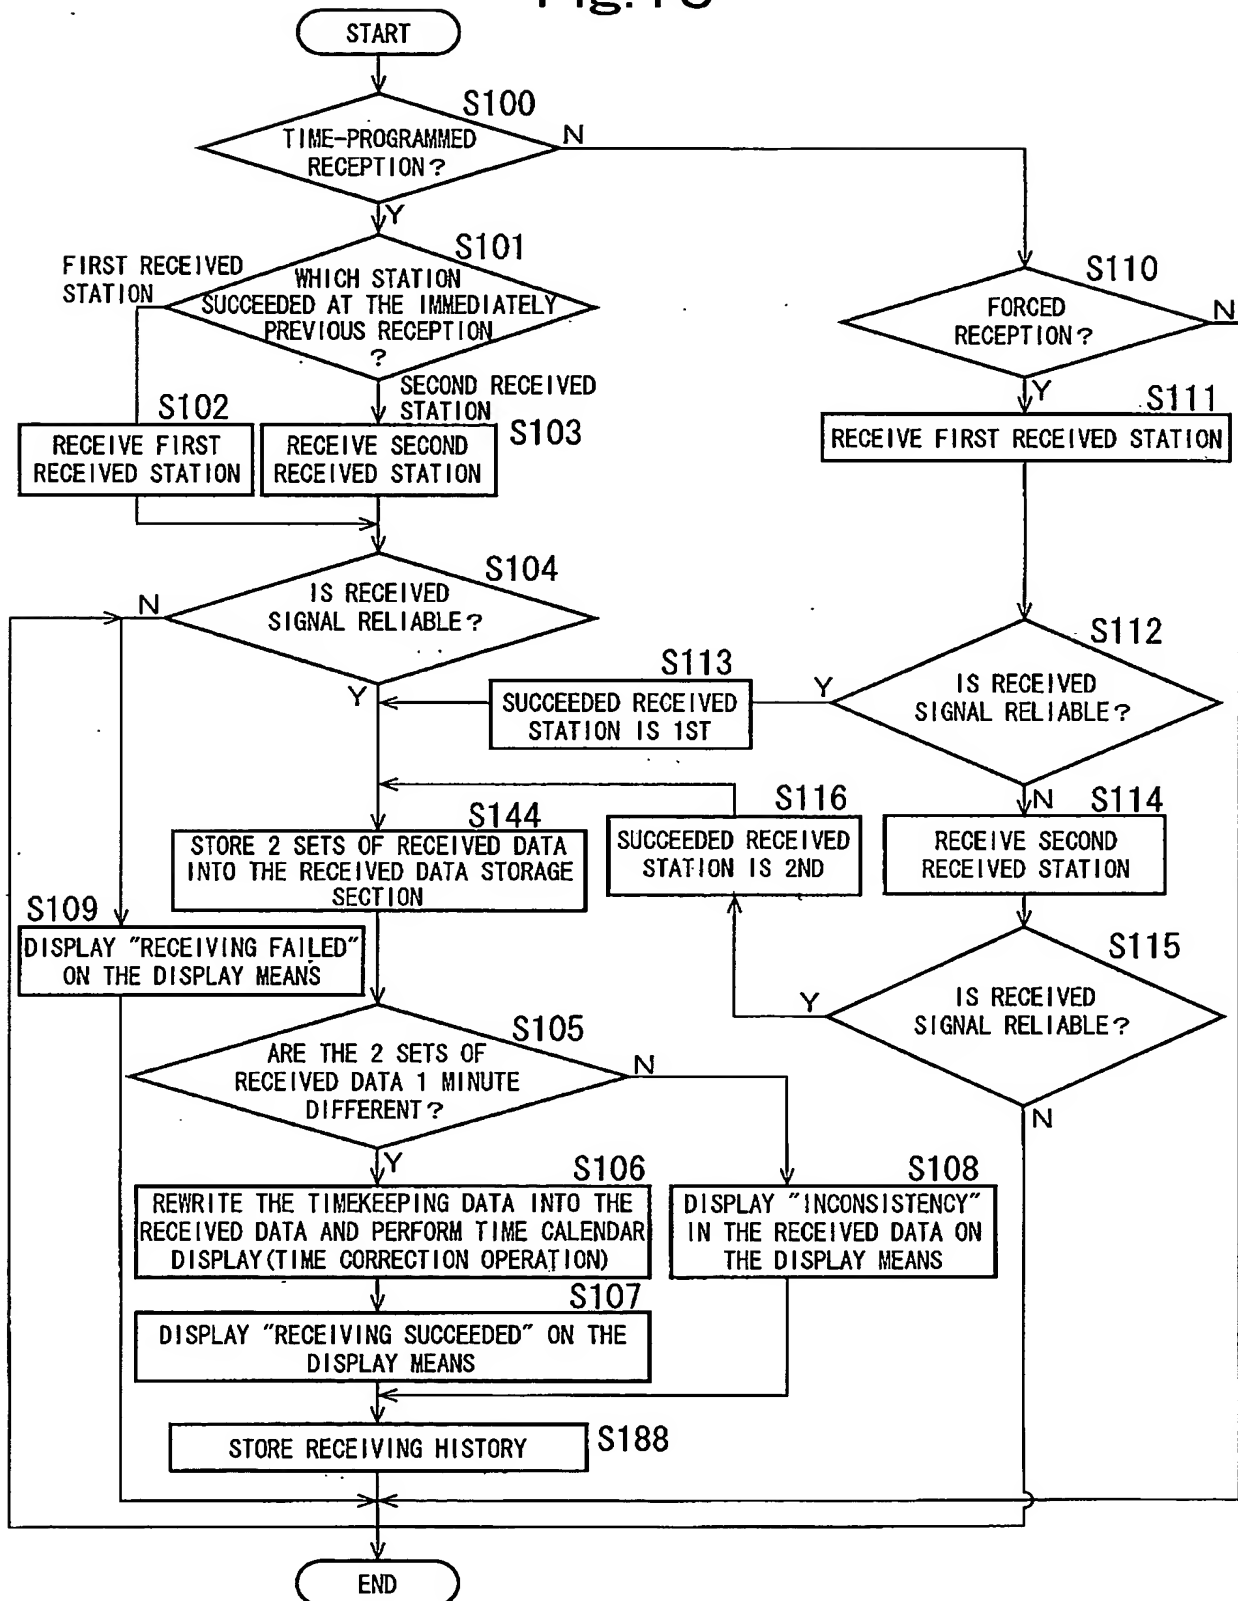 Fig.
START
S100
TIME-PROGRAMMED
RECEPTION?
N
Y
S101
FIRST RECEIVED
STATION
WHICH STATION
SUCCEEDED AT THE IMMEDIATELY
PREVIOUS RECEPTION
?
SECOND RECEIVED
STATION
S102
RECEIVE FIRST
RECEIVED STATION
S103
RECEIVE SECOND
RECEIVED STATION
S110
FORCED
RECEPTION?
N
Y
S111
RECEIVE FIRST RECEIVED STATION
S104
IS RECEIVED
SIGNAL RELIABLE?
N
Y
S112
IS RECEIVED
SIGNAL RELIABLE?
Y
N
S113
SUCCEEDED RECEIVED
STATION IS 1ST
S114
RECEIVE SECOND
RECEIVED STATION
S116
SUCCEEDED RECEIVED
STATION IS 2ND
S115
IS RECEIVED
SIGNAL RELIABLE?
Y
N
S144
STORE 2 SETS OF RECEIVED DATA
INTO THE RECEIVED DATA STORAGE
SECTION
S109
DISPLAY "RECEIVING FAILED"
ON THE DISPLAY MEANS
S105
ARE THE 2 SETS OF
RECEIVED DATA 1 MINUTE
DIFFERENT?
N
Y
S106
REWRITE THE TIMEKEEPING DATA INTO THE
RECEIVED DATA AND PERFORM TIME CALENDAR
DISPLAY(TIME CORRECTION OPERATION)
S108
DISPLAY "INCONSISTENCY"
IN THE RECEIVED DATA ON
THE DISPLAY MEANS
S107
DISPLAY "RECEIVING SUCCEEDED" ON THE
DISPLAY MEANS
STORE RECEIVING HISTORY
S188
END